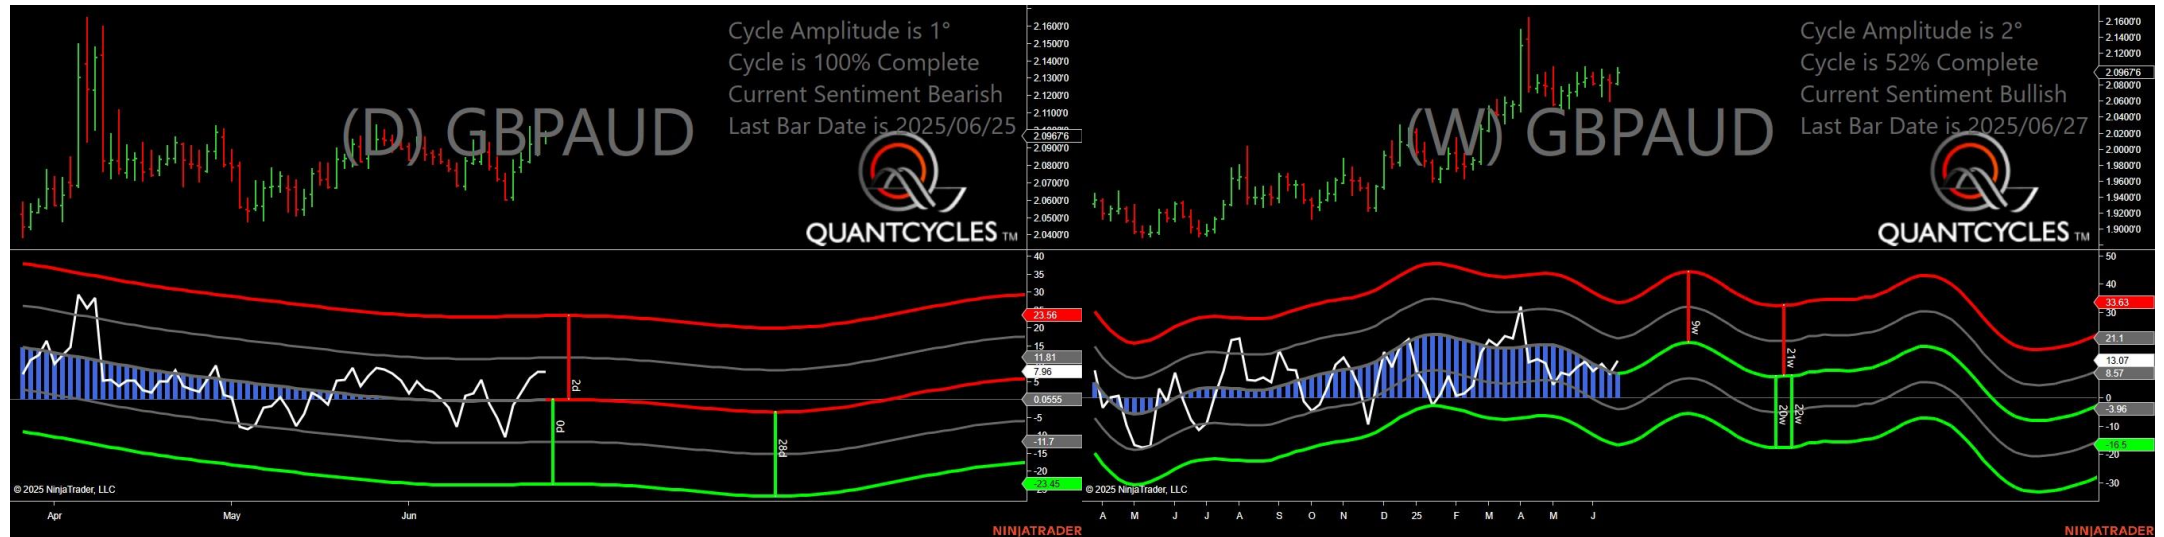 Cycle Amplitude is 1°
Cycle is 100% Complete
Current Sentiment Bearish
Last Bar Date is 2025/06/25
(D) GBPAUD
QUANTCYCLES TM
2.1600'0
2.1500'0
2.1400'0
2.1300'0
2.1200'0
2.1100'0
2.0967'6
2.0900'0
2.0800'0
2.0700'0
2.0600'0
2.0500'0
2.0400'0
40
35
30
23.56
20
15
11.81
7.96
5
0.0555
-5
-11.7
-15
-20
-23.45
2d
0d
28d
© 2025 NinjaTrader, LLC
Apr
May
Jun
NINJATRADER
Cycle Amplitude is 2°
Cycle is 52% Complete
Current Sentiment Bullish
Last Bar Date is 2025/06/27
(W) GBPAUD
QUANTCYCLES TM
2.1600'0
2.1400'0
2.1200'0
2.0967'6
2.0800'0
2.0600'0
2.0400'0
2.0200'0
2.0000'0
1.9800'0
1.9600'0
1.9400'0
1.9200'0
1.9000'0
50
40
33.63
30
21.1
13.07
8.57
0
-3.96
-10
-16.5
-20
-30
9w
21w
20w
22w
© 2025 NinjaTrader, LLC
A M J J A S O N D 25 F M A M J
NINJATRADER